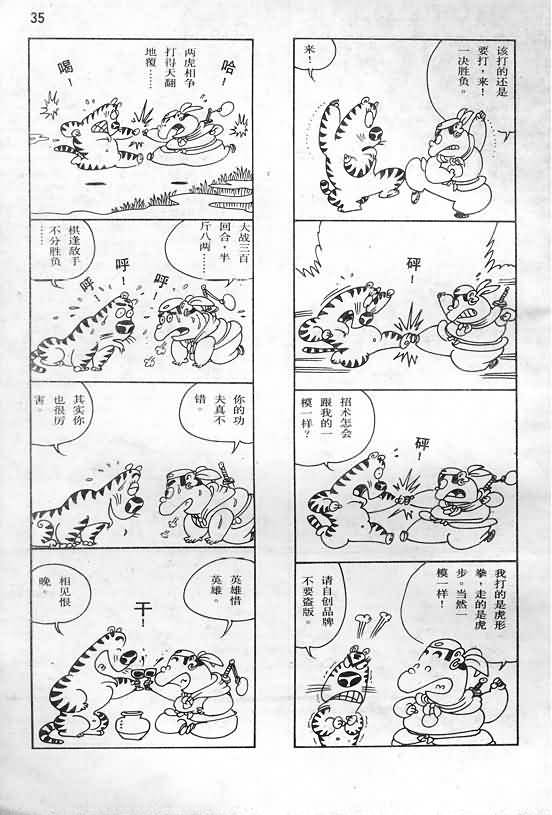 35
该打的还是
要打，来！
一决胜负。
来！
砰！
招术怎会
跟我的一
模一样？
砰！
我打的是虎形
拳，走的是虎
步。当然一
模一样！
请自创品牌
不要盗版。
哈！
两虎相争
打得天翻
地覆……
喝！
大战三百
回合，半
斤八两……
呼！
呼！
呼！
棋逢敌手
不分胜负
……
你的功
夫真不
错。
其实你
也很厉
害。
英雄惜
英雄。
干！
相见恨
晚。